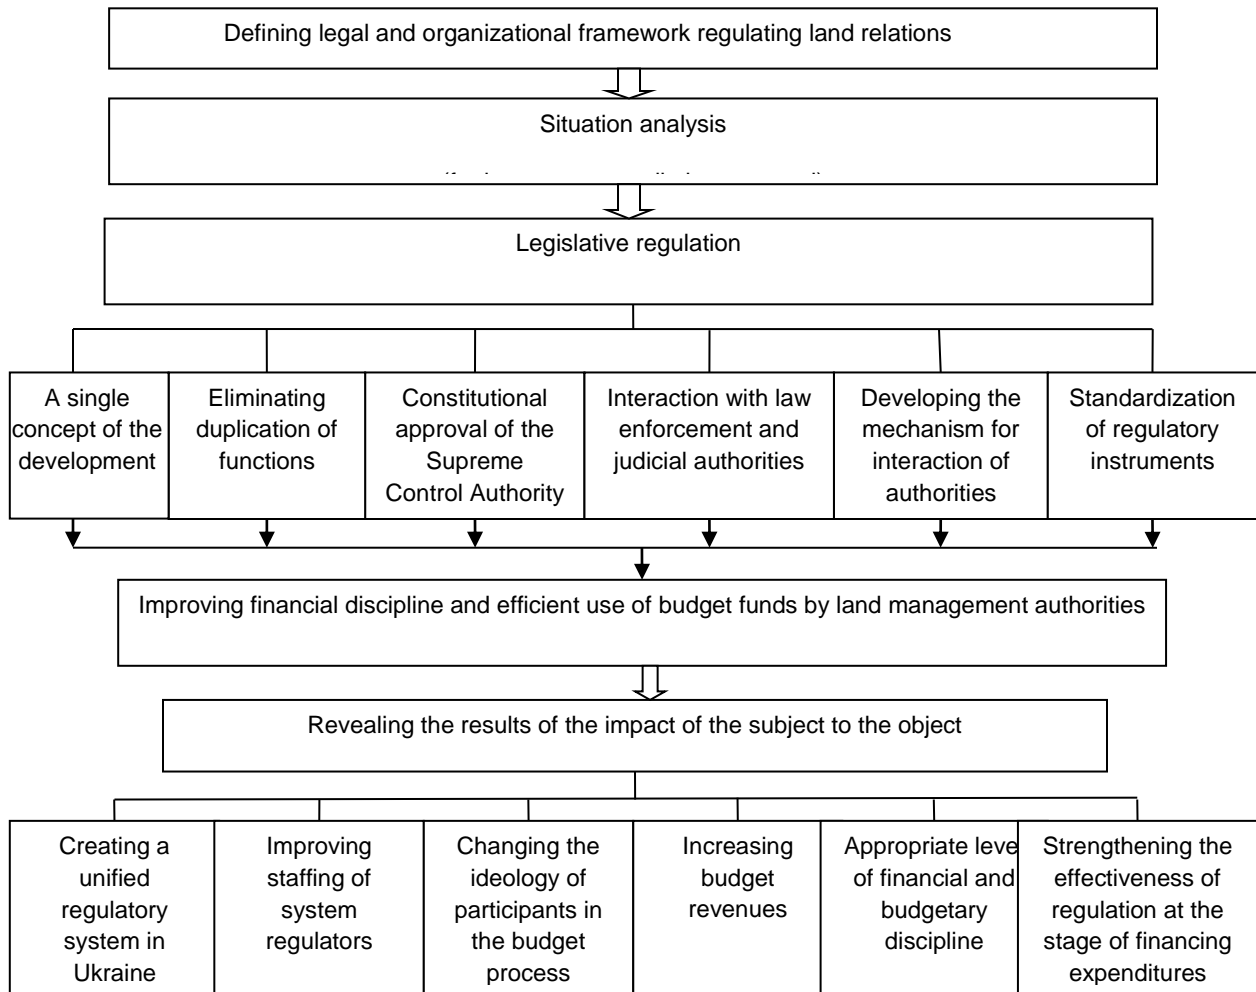 Defining legal and organizational framework regulating land relations
Situation analysis
Legislative regulation
A single
concept of the
development
Eliminating
duplication of
functions
Constitutional
approval of the
Supreme
Control Authority
Interaction with law
enforcement and
judicial authorities
Developing the
mechanism for
interaction of
authorities
Standardization
of regulatory
instruments
Improving financial discipline and efficient use of budget funds by land management authorities
Revealing the results of the impact of the subject to the object
Creating a
unified
regulatory
system in
Ukraine
Improving
staffing of
system
regulators
Changing the
ideology of
participants in
the budget
process
Increasing
budget
revenues
Appropriate leve
of financial and
budgetary
discipline
Strengthening the
effectiveness of
regulation at the
stage of financing
expenditures